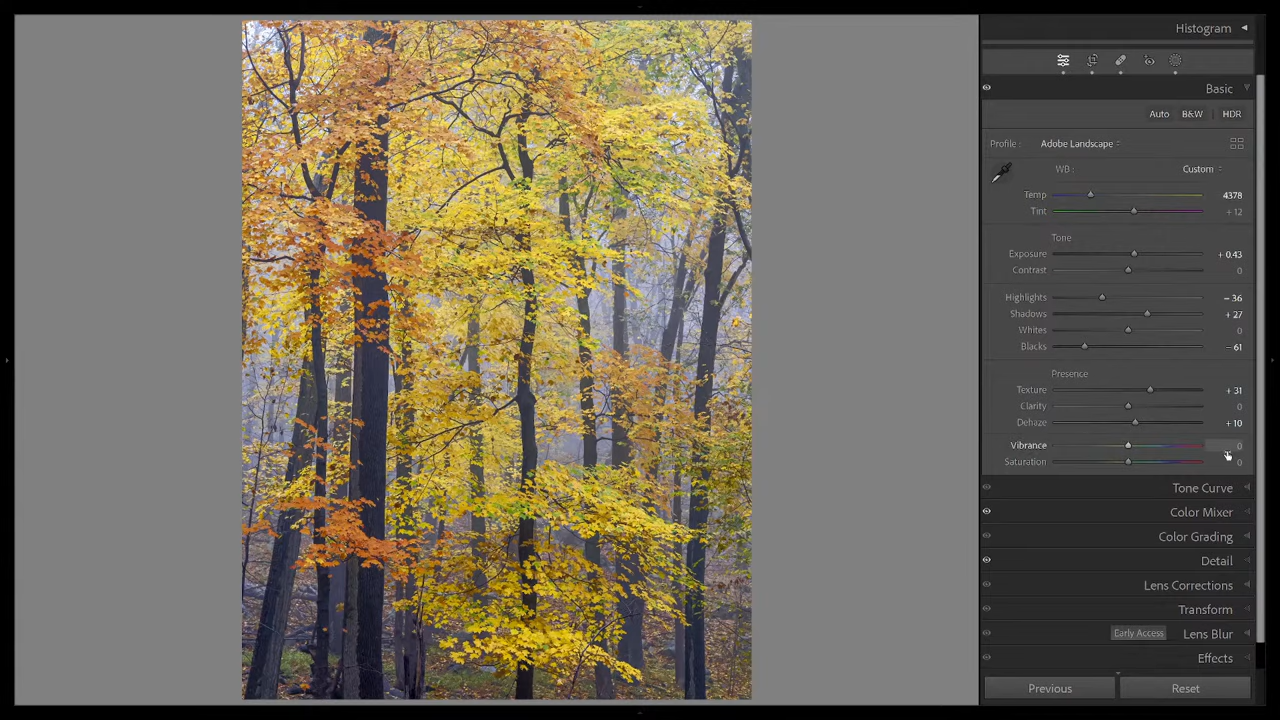 Histogram
Basic
Auto B&W HDR
Profile : Adobe Landscape
WB : Custom
Temp 4378
Tint + 12
Tone
Exposure + 0.43
Contrast 0
Highlights – 36
Shadows + 27
Whites 0
Blacks – 61
Presence
Texture + 31
Clarity 0
Dehaze + 10
Vibrance 0
Saturation 0
Tone Curve
Color Mixer
Color Grading
Detail
Lens Corrections
Transform
Early Access Lens Blur
Effects
Previous Reset